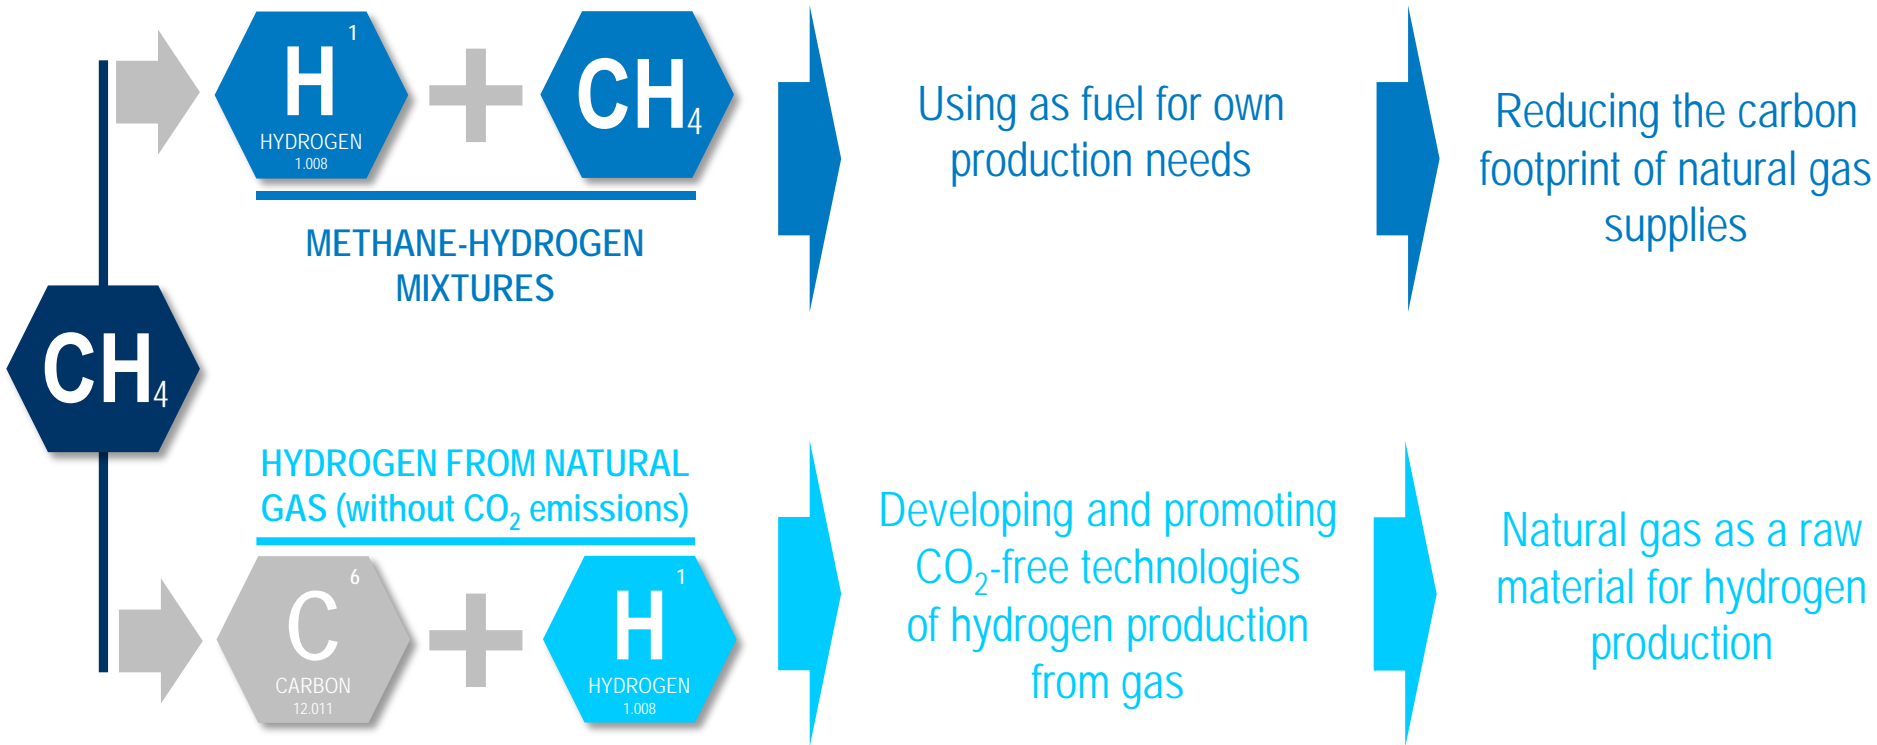 1
H
HYDROGEN
1.008
CH4
METHANE-HYDROGEN
MIXTURES
Using as fuel for own
production needs
Reducing the carbon
footprint of natural gas
supplies
CH4
HYDROGEN FROM NATURAL
GAS (without CO2 emissions)
6
C
CARBON
12.011
1
H
HYDROGEN
1.008
Developing and promoting
CO2-free technologies
of hydrogen production
from gas
Natural gas as a raw
material for hydrogen
production